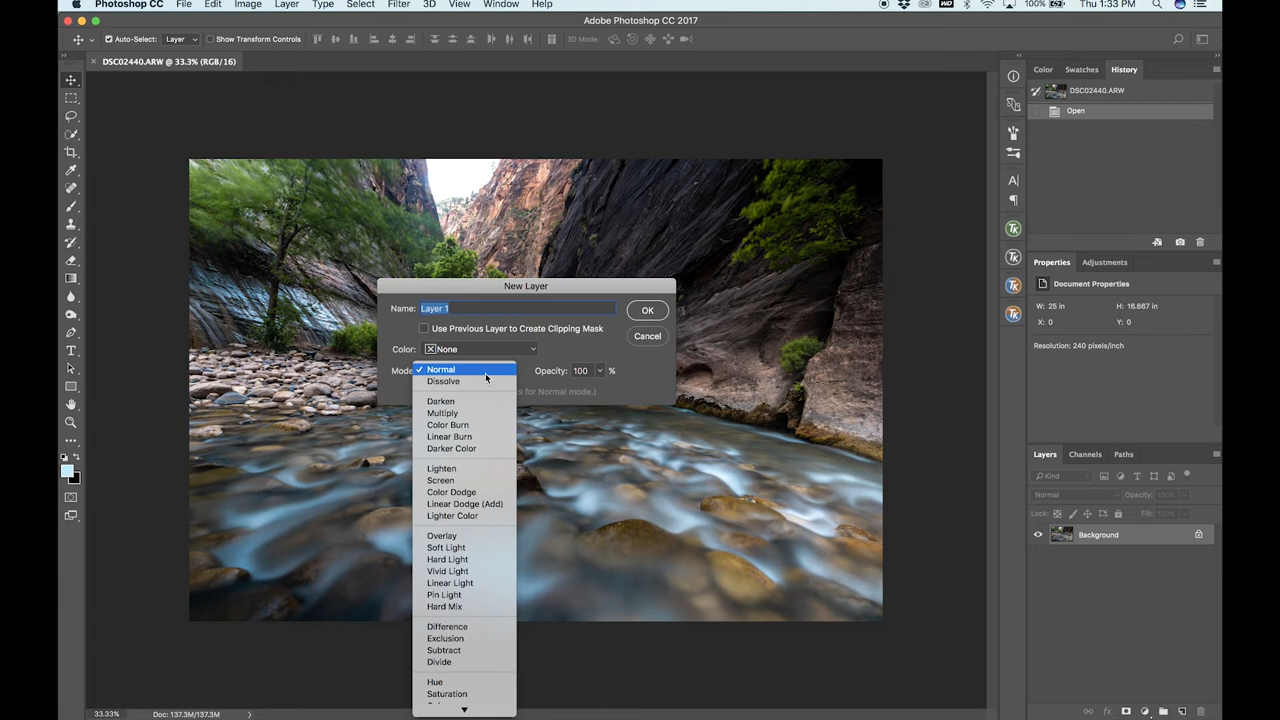 Photoshop CC File Edit Image Layer Type Select Filter 3D View Window Help 100% Thu 1:33 PM
Adobe Photoshop CC 2017
Auto-Select: Layer Show Transform Controls 3D Mode:
DSC02440.ARW @ 33.3% (RGB/16)
Color Swatches History
DSC02440.ARW
Open
Properties Adjustments
Document Properties
W: 25 in H: 16.667 in
X: 0 Y: 0
Resolution: 240 pixels/inch
New Layer
Name: Layer 1 OK
Use Previous Layer to Create Clipping Mask
Cancel
Color: None
Mode Normal Opacity: 100 %
Dissolve
for Normal mode.)
Darken
Multiply
Color Burn
Linear Burn
Darker Color
Lighten
Screen
Color Dodge
Linear Dodge (Add)
Lighter Color
Overlay
Soft Light
Hard Light
Vivid Light
Linear Light
Pin Light
Hard Mix
Difference
Exclusion
Subtract
Divide
Hue
Saturation
Layers Channels Paths
Kind
Normal Opacity: 100%
Lock: Fill: 100%
Background
33.33% Doc: 137.3M/137.3M